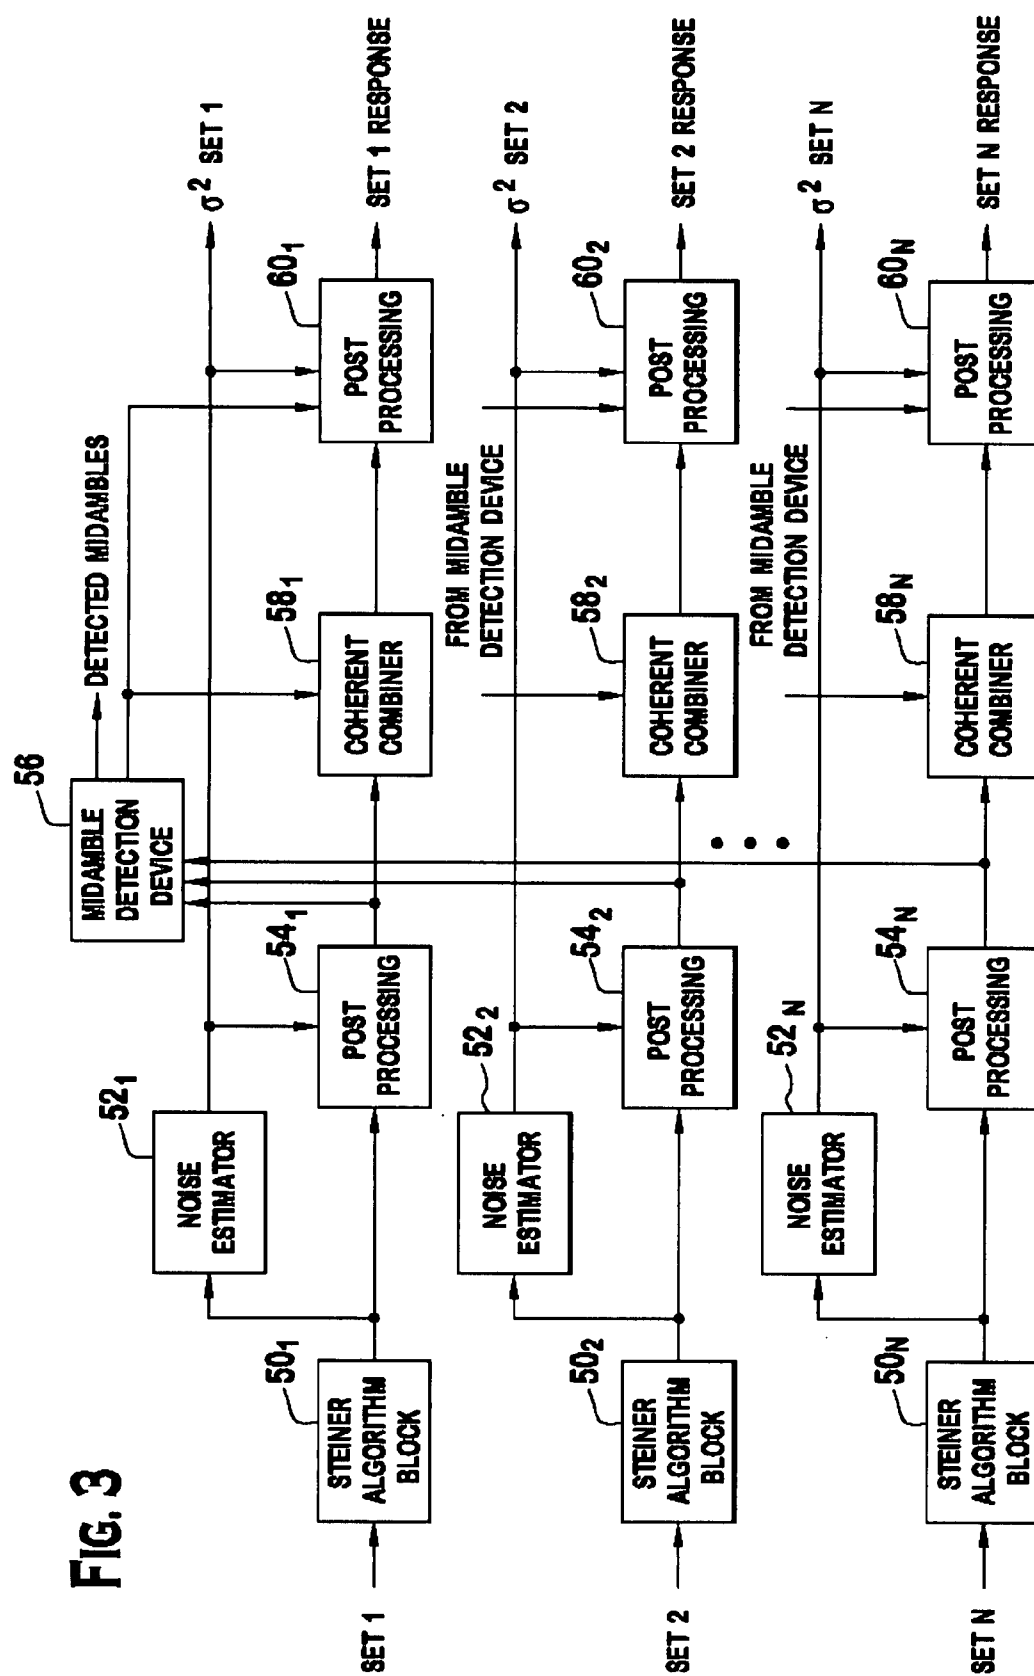 FIG. 3
56
MIDAMBLE
DETECTION
DEVICE
DETECTED MIDAMBLES
52₁
NOISE
ESTIMATOR
σ² SET 1
SET 1
50₁
STEINER
ALGORITHM
BLOCK
54₁
POST
PROCESSING
58₁
COHERENT
COMBINER
60₁
POST
PROCESSING
SET 1 RESPONSE
52₂
NOISE
ESTIMATOR
FROM MIDAMBLE
DETECTION DEVICE
σ² SET 2
SET 2
50₂
STEINER
ALGORITHM
BLOCK
54₂
POST
PROCESSING
58₂
COHERENT
COMBINER
60₂
POST
PROCESSING
SET 2 RESPONSE
52N
NOISE
ESTIMATOR
FROM MIDAMBLE
DETECTION DEVICE
σ² SET N
SET N
50N
STEINER
ALGORITHM
BLOCK
54N
POST
PROCESSING
58N
COHERENT
COMBINER
60N
POST
PROCESSING
SET N RESPONSE